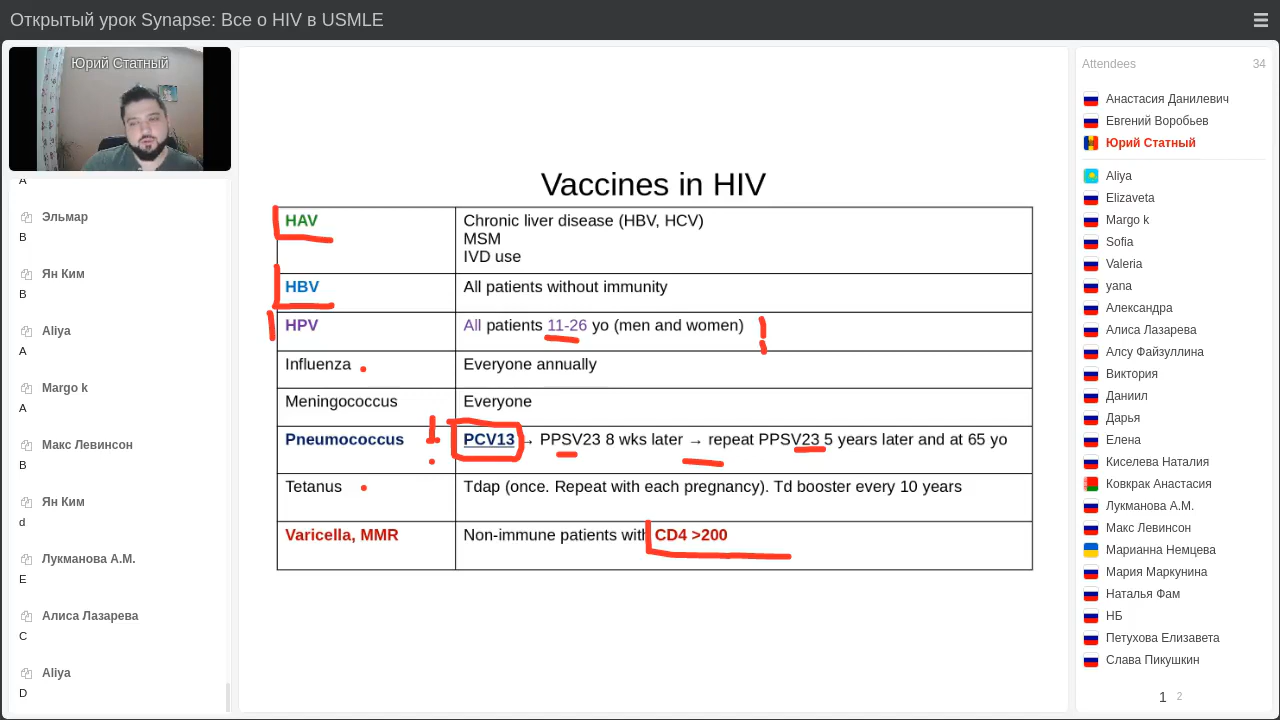 Открытый урок Synapse: Все о HIV в USMLE
Юрий Статный
A
Эльмар
B
Ян Ким
B
Aliya
A
Margo k
A
Макс Левинсон
B
Ян Ким
d
Лукманова А.М.
E
Алиса Лазарева
C
Aliya
D
Vaccines in HIV
HAV
Chronic liver disease (HBV, HCV)
MSM
IVD use
HBV
All patients without immunity
HPV
All patients 11-26 yo (men and women)
Influenza
Everyone annually
Meningococcus
Everyone
Pneumococcus
PCV13 → PPSV23 8 wks later → repeat PPSV23 5 years later and at 65 yo
Tetanus
Tdap (once. Repeat with each pregnancy). Td booster every 10 years
Varicella, MMR
Non-immune patients with CD4 >200
Attendees 34
Анастасия Данилевич
Евгений Воробьев
Юрий Статный
Aliya
Elizaveta
Margo k
Sofia
Valeria
yana
Александра
Алиса Лазарева
Алсу Файзуллина
Виктория
Даниил
Дарья
Елена
Киселева Наталия
Ковкрак Анастасия
Лукманова А.М.
Макс Левинсон
Марианна Немцева
Мария Маркунина
Наталья Фам
НБ
Петухова Елизавета
Слава Пикушкин
1 2